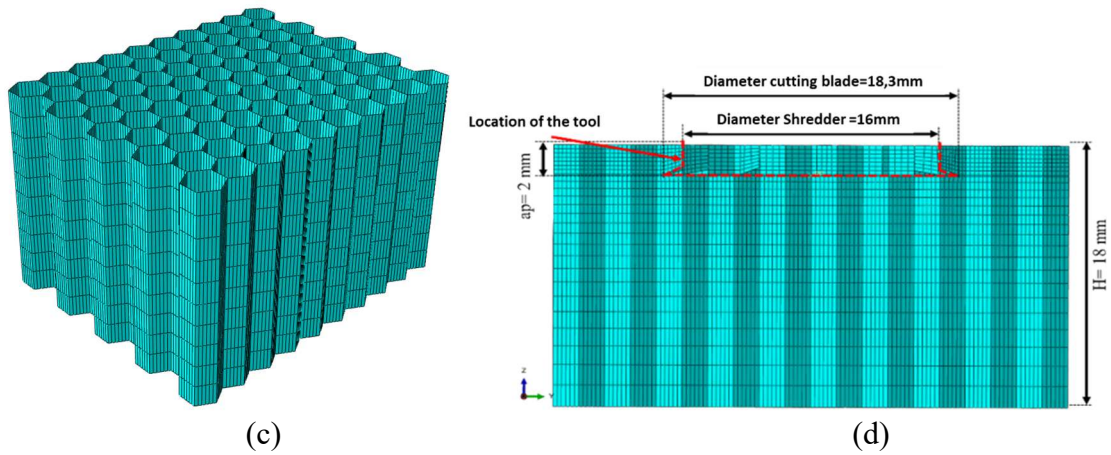 Diameter cutting blade=18,3mm
Location of the tool
Diameter Shredder =16mm
ap= 2 mm
H= 18 mm
Z
Y
(c)
(d)